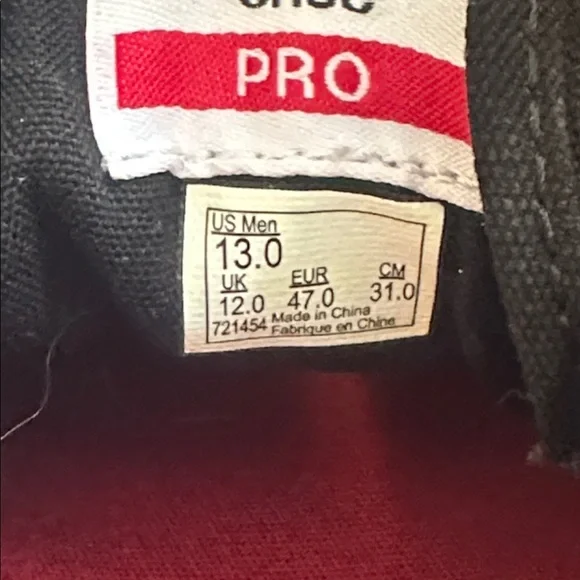 PRO
US Men
13.0
UK EUR CM
12.0 47.0 31.0
721454 Made in China
Fabrique en Chine